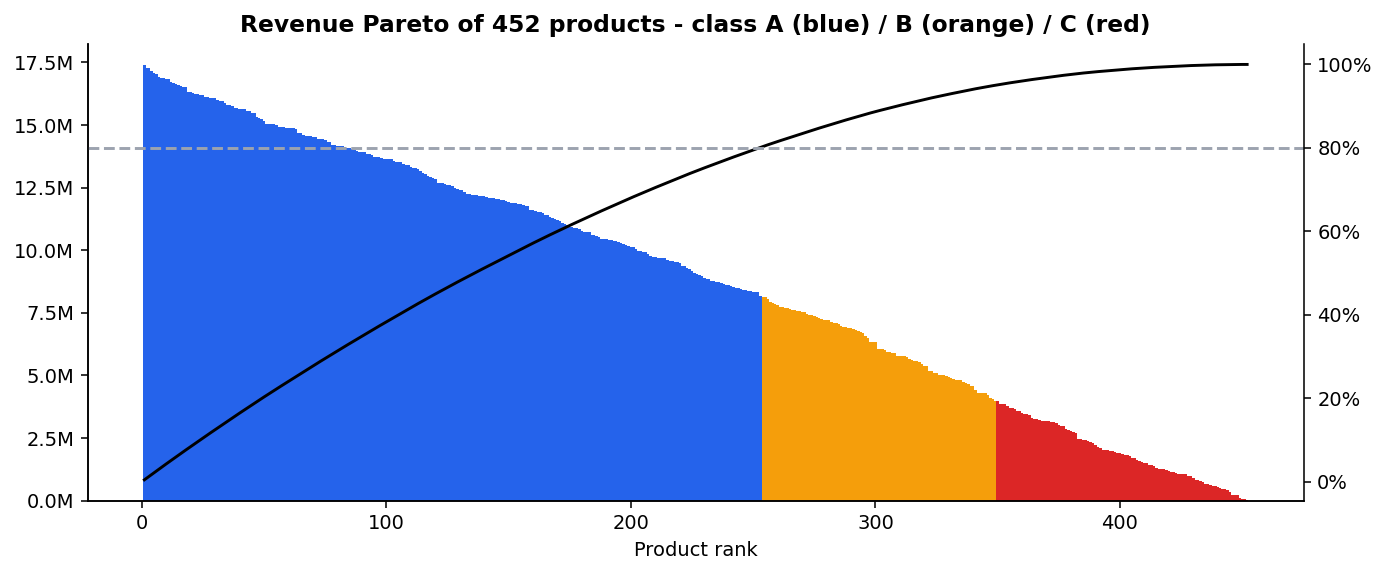 Revenue Pareto of 452 products - class A (blue) / B (orange) / C (red)
17.5M
15.0M
12.5M
10.0M
7.5M
5.0M
2.5M
0.0M
100%
80%
60%
40%
20%
0%
0
100
200
300
400
Product rank